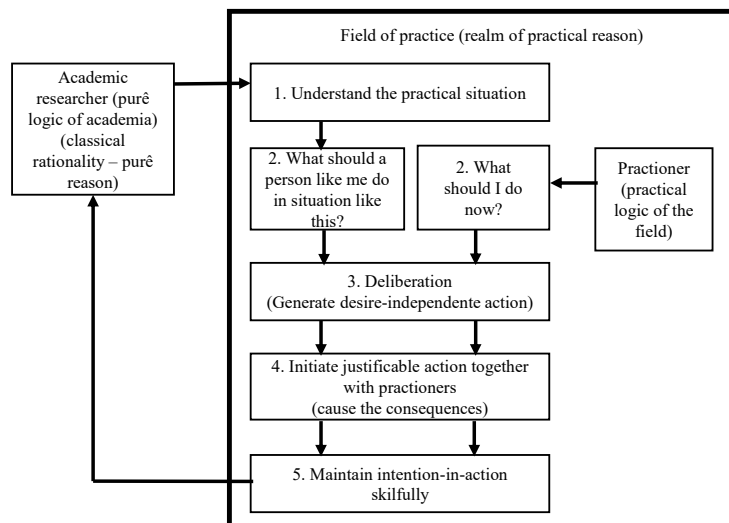 Field of practice (realm of practical reason)
Academic
researcher (purê
logic of academia)
(classical
rationality – purê
reason)
1. Understand the practical situation
2. What should a
person like me do
in situation like
this?
2. What
should I do
now?
Practioner
(practical
logic of the
field)
3. Deliberation
(Generate desire-independente action)
4. Initiate justificable action together
with practioners
(cause the consequences)
5. Maintain intention-in-action
skilfully